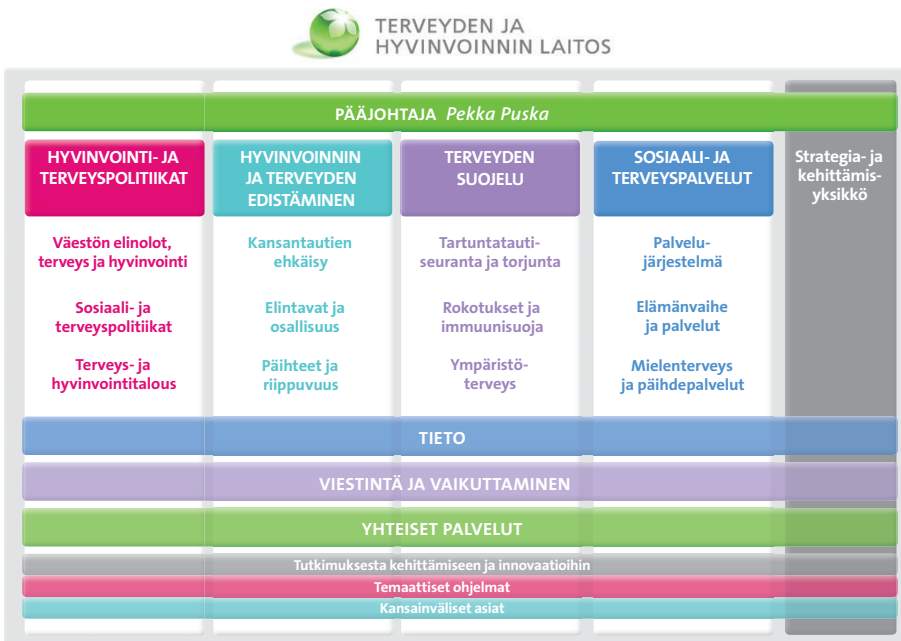 TERVEYDEN JA
HYVINVOINNIN LAITOS
PÄÄJOHTAJA Pekka Puska
HYVINVOINTI- JA
TERVEYSPOLITIIKAT
HYVINVOINNIN
JA TERVEYDEN
EDISTÄMINEN
TERVEYDEN
SUOJELU
SOSIAALI- JA
TERVEYSPALVELUT
Strategia- ja
kehittämis-
yksikkö
Väestön elinolot,
terveys ja hyvinvointi
Sosiaali- ja
terveyspolitiikat
Terveys- ja
hyvinvointitalous
Kansantautien
ehkäisy
Elintavat ja
osallisuus
Päihteet ja
riippuvuus
Tartuntatauti-
seuranta ja torjunta
Rokotukset ja
immuunisuoja
Ympäristö-
terveys
Palvelu-
järjestelmä
Elämänvaihe
ja palvelut
Mielenterveys
ja päihdepalvelut
TIETO
VIESTINTÄ JA VAIKUTTAMINEN
YHTEISET PALVELUT
Tutkimuksesta kehittämiseen ja innovaatioihin
Temaattiset ohjelmat
Kansainväliset asiat